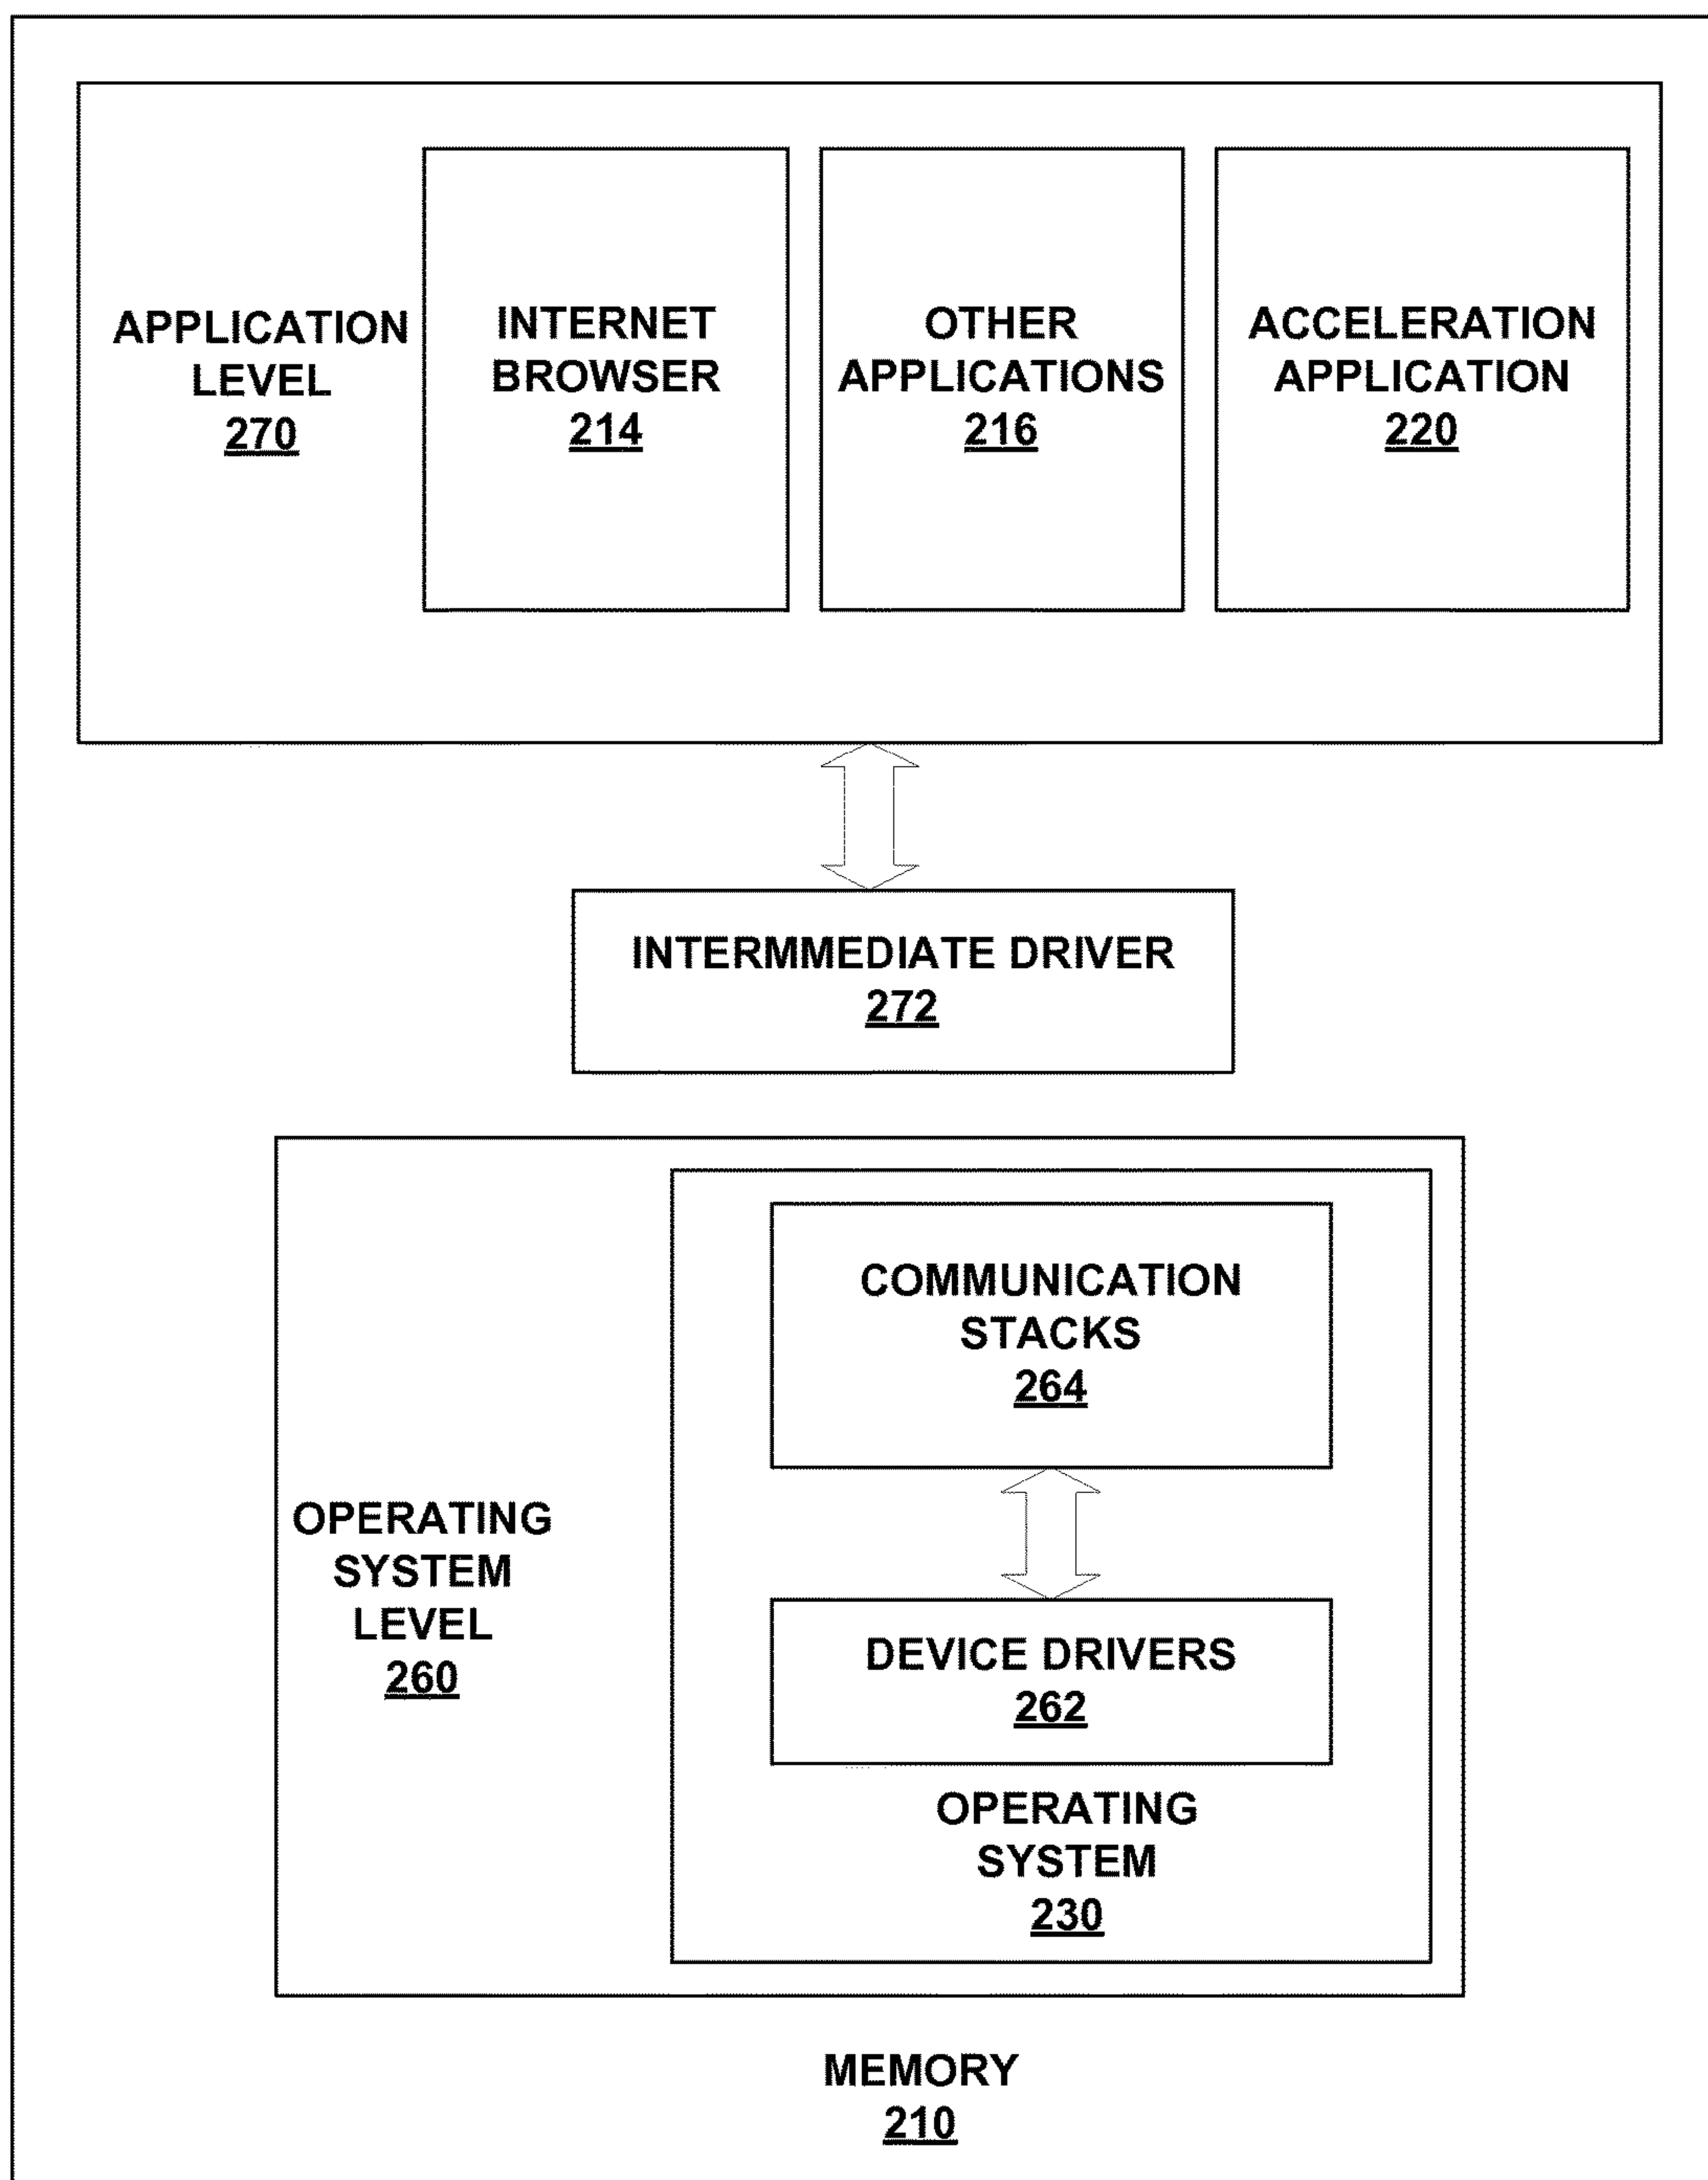 APPLICATION
LEVEL
270
INTERNET
BROWSER
214
OTHER
APPLICATIONS
216
ACCELERATION
APPLICATION
220
INTERMMEDIATE DRIVER
272
OPERATING
SYSTEM
LEVEL
260
COMMUNICATION
STACKS
264
DEVICE DRIVERS
262
OPERATING
SYSTEM
230
MEMORY
210